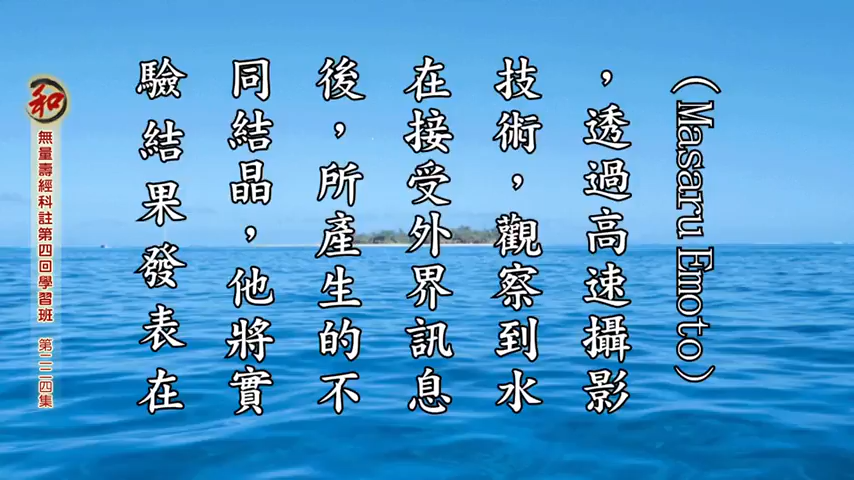 (Masaru Emoto)
，透過高速攝影
技術，觀察到水
在接受外界訊息
後，所產生的不
同結晶，他將實
驗結果發表在
和
無量壽經科註第四回學習班 第二二四集